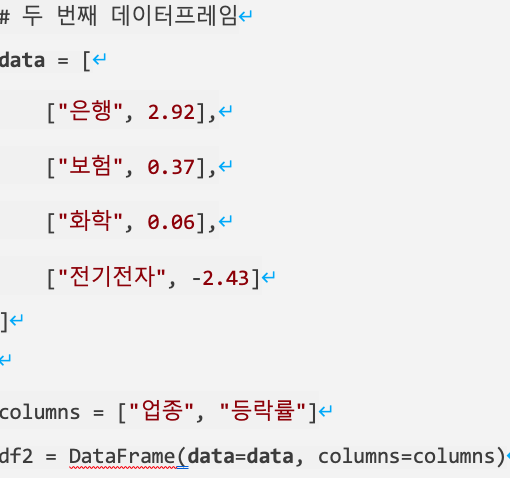 # 두 번째 데이터프레임
data = [
    ["은행", 2.92],
    ["보험", 0.37],
    ["화학", 0.06],
    ["전기전자", -2.43]
]
columns = ["업종", "등락률"]
df2 = DataFrame(data=data, columns=columns)